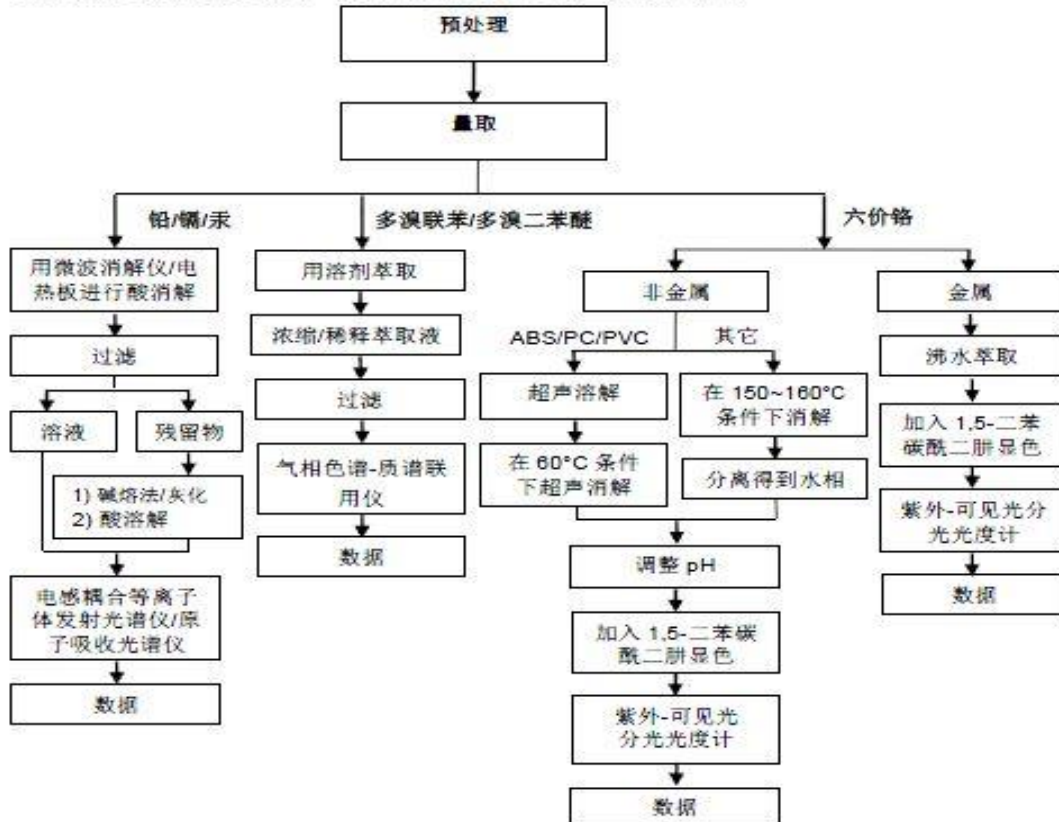 预处理
量取
铅/镉/汞
多溴联苯/多溴二苯醚
六价铬
用微波消解仪/电
热板进行酸消解
过滤
溶液
残留物
1) 碱熔法/灰化
2) 酸溶解
电感耦合等离子
体发射光谱仪/原
子吸收光谱仪
数据
用溶剂萃取
浓缩/稀释萃取液
过滤
气相色谱-质谱联
用仪
数据
非金属
ABS/PC/PVC
其它
超声溶解
在 60°C 条件
下超声消解
在 150~160°C
条件下消解
分离得到水相
调整 pH
加入 1,5-二苯碳
酰二肼显色
紫外-可见光
分光光度计
数据
金属
沸水萃取
加入 1,5-二苯
碳酰二肼显色
紫外-可见光分
光光度计
数据